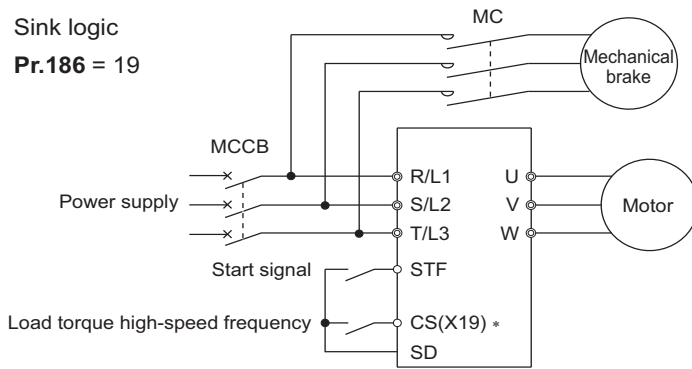 Sink logic
Pr.186 = 19
MC
Mechanical
brake
MCCB
Power supply
R/L1
S/L2
T/L3
U
V
W
Motor
Start signal
STF
Load torque high-speed frequency
CS(X19) *
SD